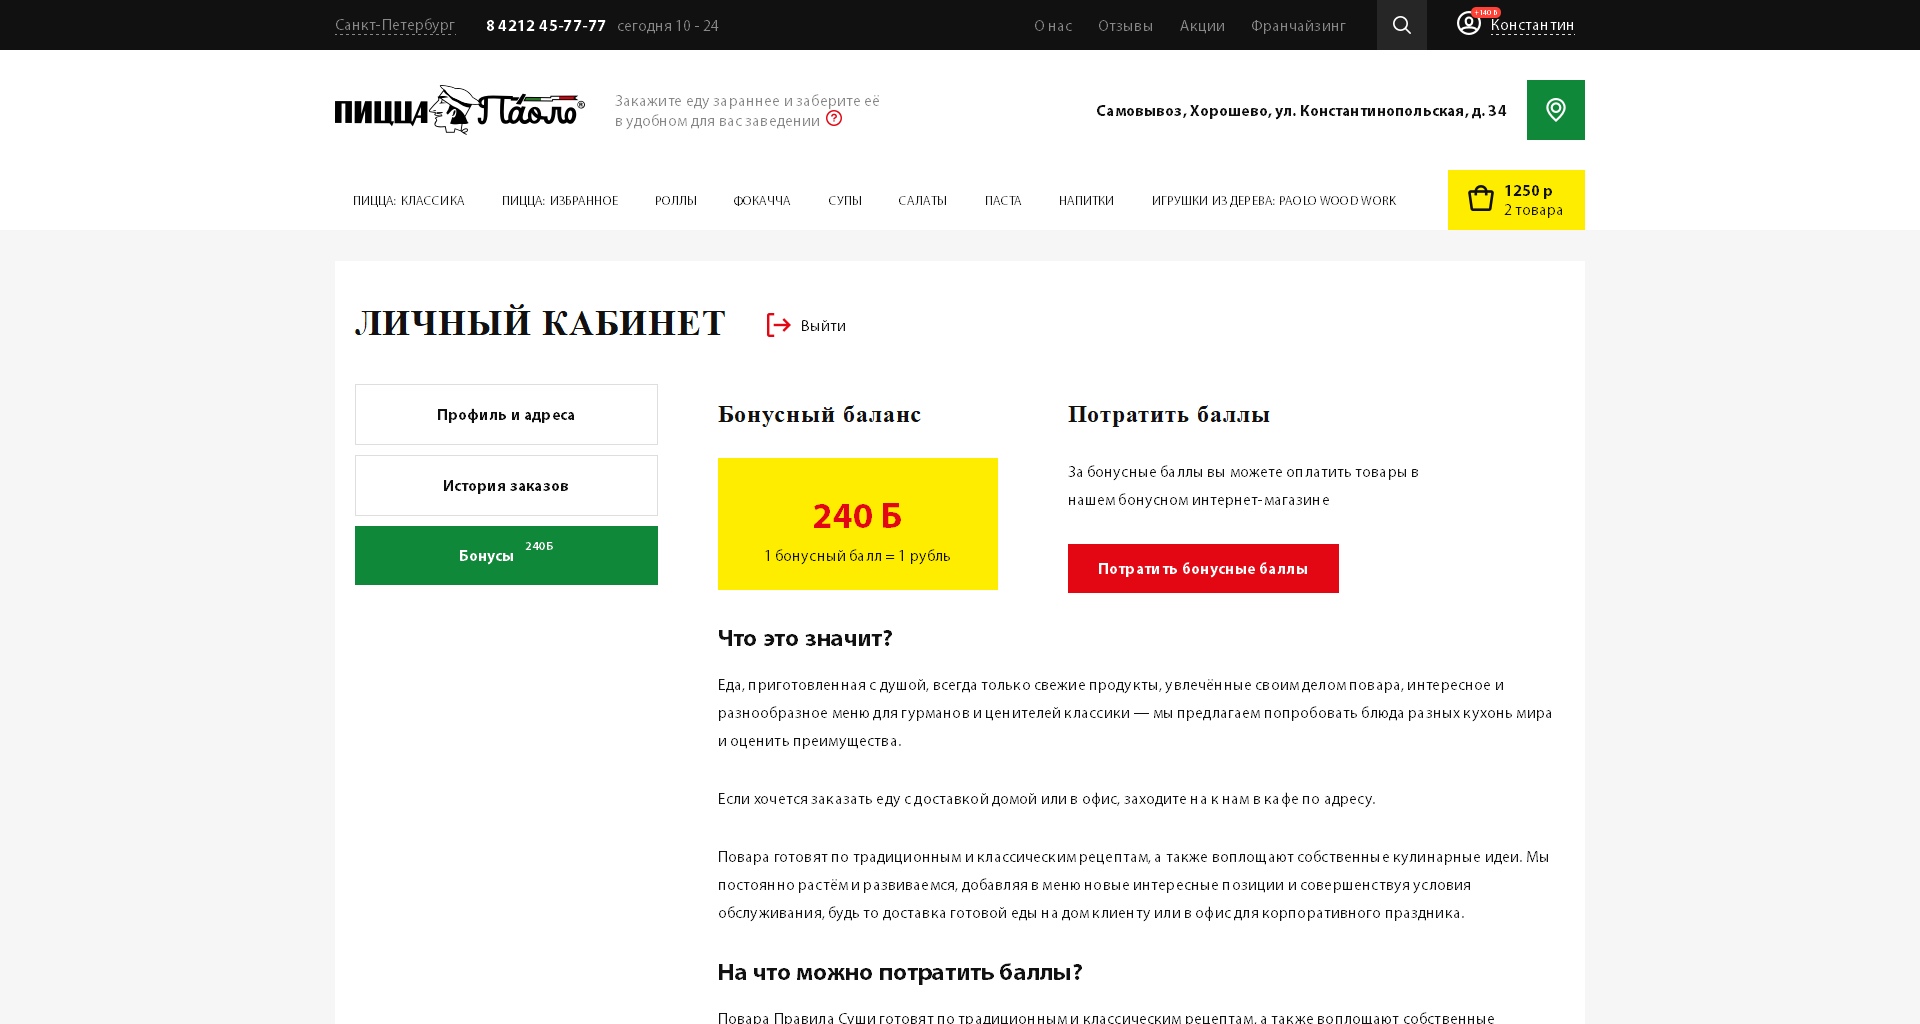 Санкт-Петербург
8 4212 45-77-77
сегодня 10 - 24
О нас
Отзывы
Акции
Франчайзинг
+140 Б
Константин
ПИЦЦА Паоло®
Закажите еду зараннее и заберите её
в удобном для вас заведении ?
Самовывоз, Хорошево, ул. Константинопольская, д. 34
ПИЦЦА: КЛАССИКА
ПИЦЦА: ИЗБРАННОЕ
РОЛЛЫ
ФОКАЧЧА
СУПЫ
САЛАТЫ
ПАСТА
НАПИТКИ
ИГРУШКИ ИЗ ДЕРЕВА: PAOLO WOOD WORK
1250 р
2 товара
ЛИЧНЫЙ КАБИНЕТ
Выйти
Профиль и адреса
История заказов
Бонусы 240Б
Бонусный баланс
240 Б
1 бонусный балл = 1 рубль
Потратить баллы
За бонусные баллы вы можете оплатить товары в
нашем бонусном интернет-магазине
Потратить бонусные баллы
Что это значит?
Еда, приготовленная с душой, всегда только свежие продукты, увлечённые своим делом повара, интересное и
разнообразное меню для гурманов и ценителей классики — мы предлагаем попробовать блюда разных кухонь мира
и оценить преимущества.
Если хочется заказать еду с доставкой домой или в офис, заходите на к нам в кафе по адресу.
Повара готовят по традиционным и классическим рецептам, а также воплощают собственные кулинарные идеи. Мы
постоянно растём и развиваемся, добавляя в меню новые интересные позиции и совершенствуя условия
обслуживания, будь то доставка готовой еды на дом клиенту или в офис для корпоративного праздника.
На что можно потратить баллы?
Повара Правила Суши готовят по традиционным и классическим рецептам, а также воплощают собственные